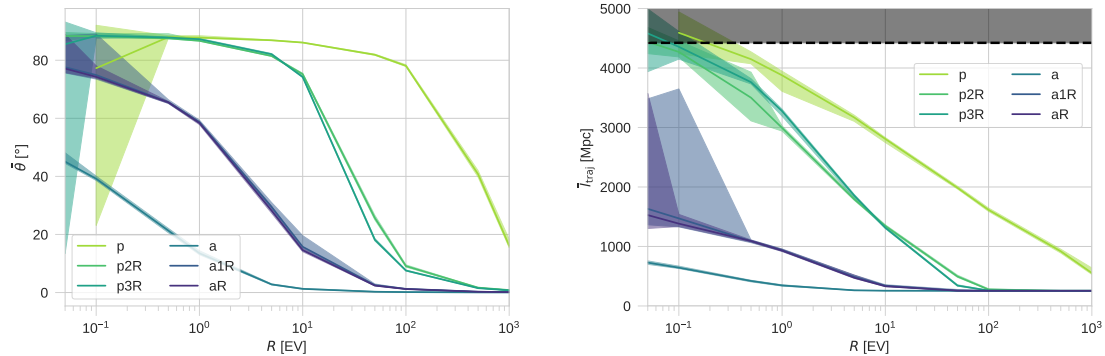 80
60
40
20
0
θ̄ [°]
p
p2R
p3R
a
a1R
aR
10⁻¹
10⁰
10¹
10²
10³
R [EV]
5000
4000
3000
2000
1000
0
l̄traj [Mpc]
p
p2R
p3R
a
a1R
aR
10⁻¹
10⁰
10¹
10²
10³
R [EV]